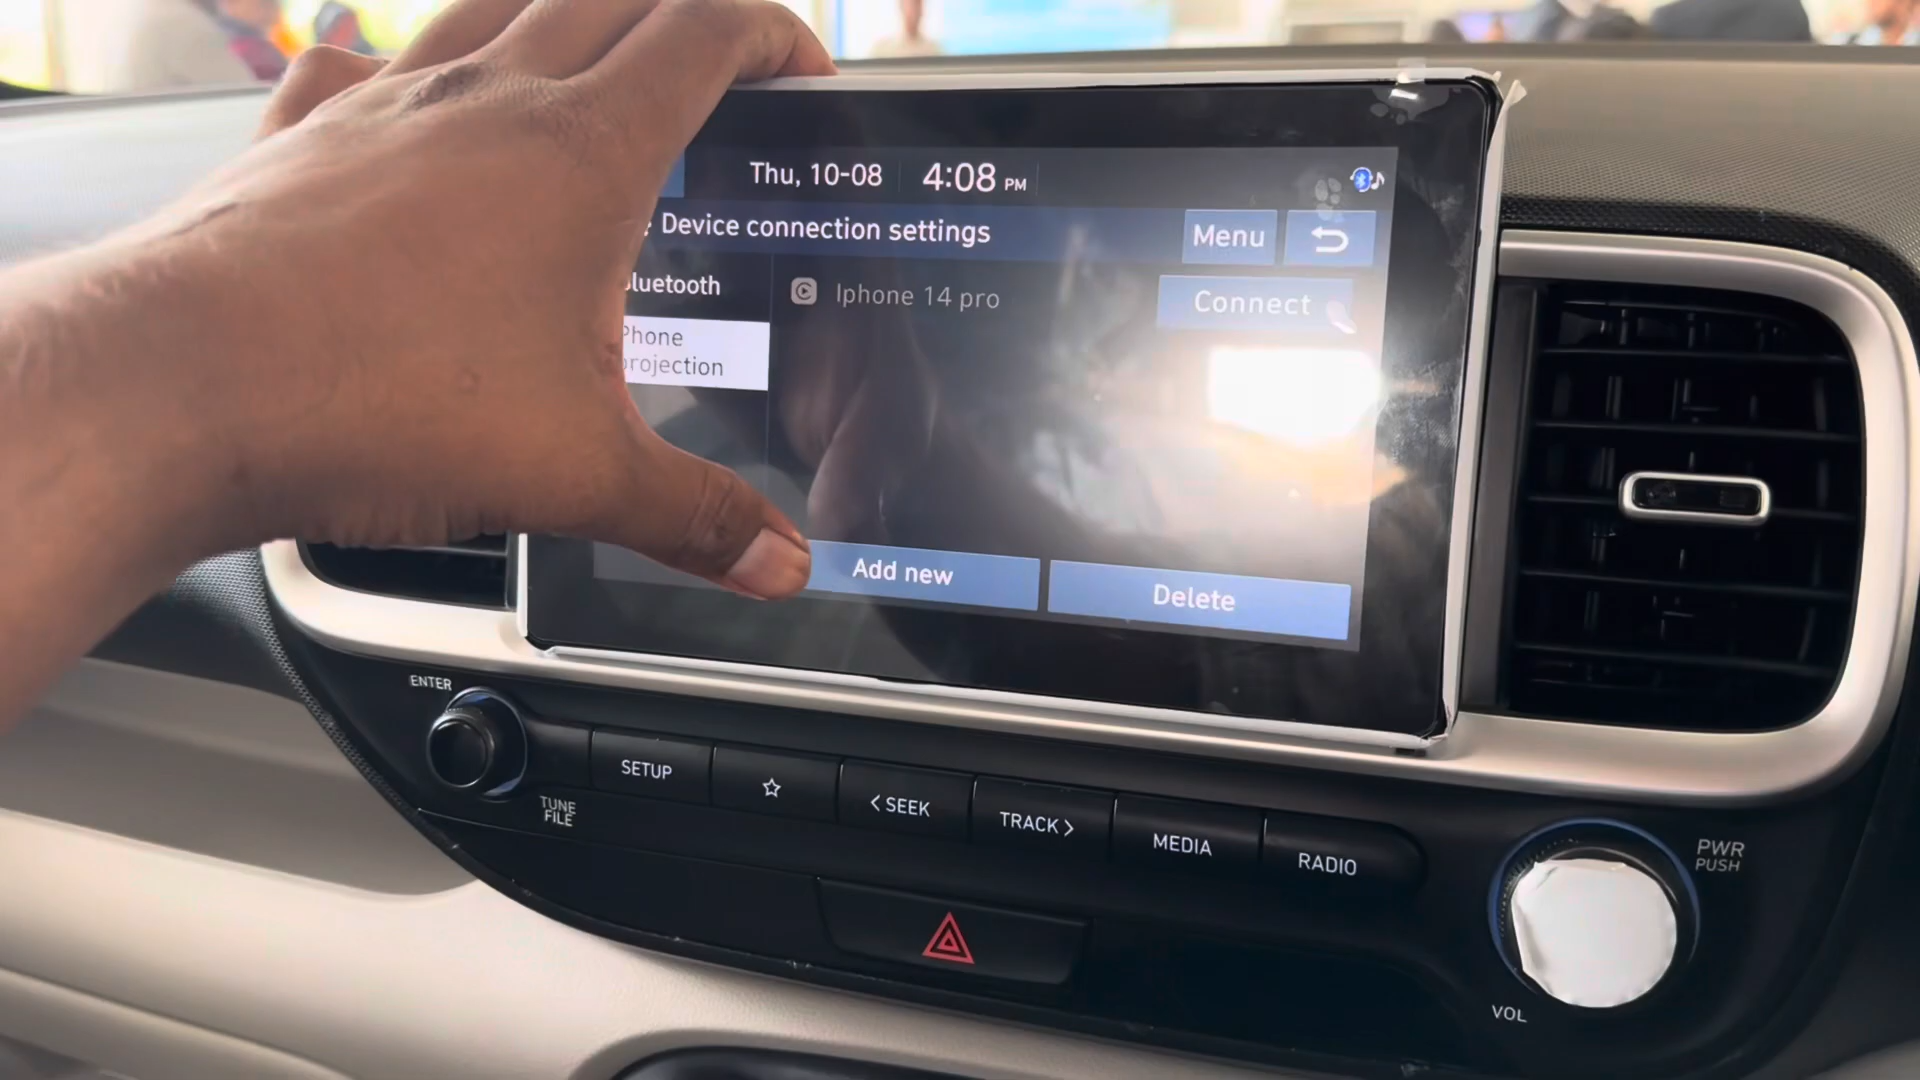 Thu, 10-08 4:08 PM
Device connection settings
Menu
luetooth
Iphone 14 pro
Connect
Phone
projection
Add new
Delete
ENTER
TUNE
FILE
SETUP
< SEEK
TRACK >
MEDIA
RADIO
PWR
PUSH
VOL